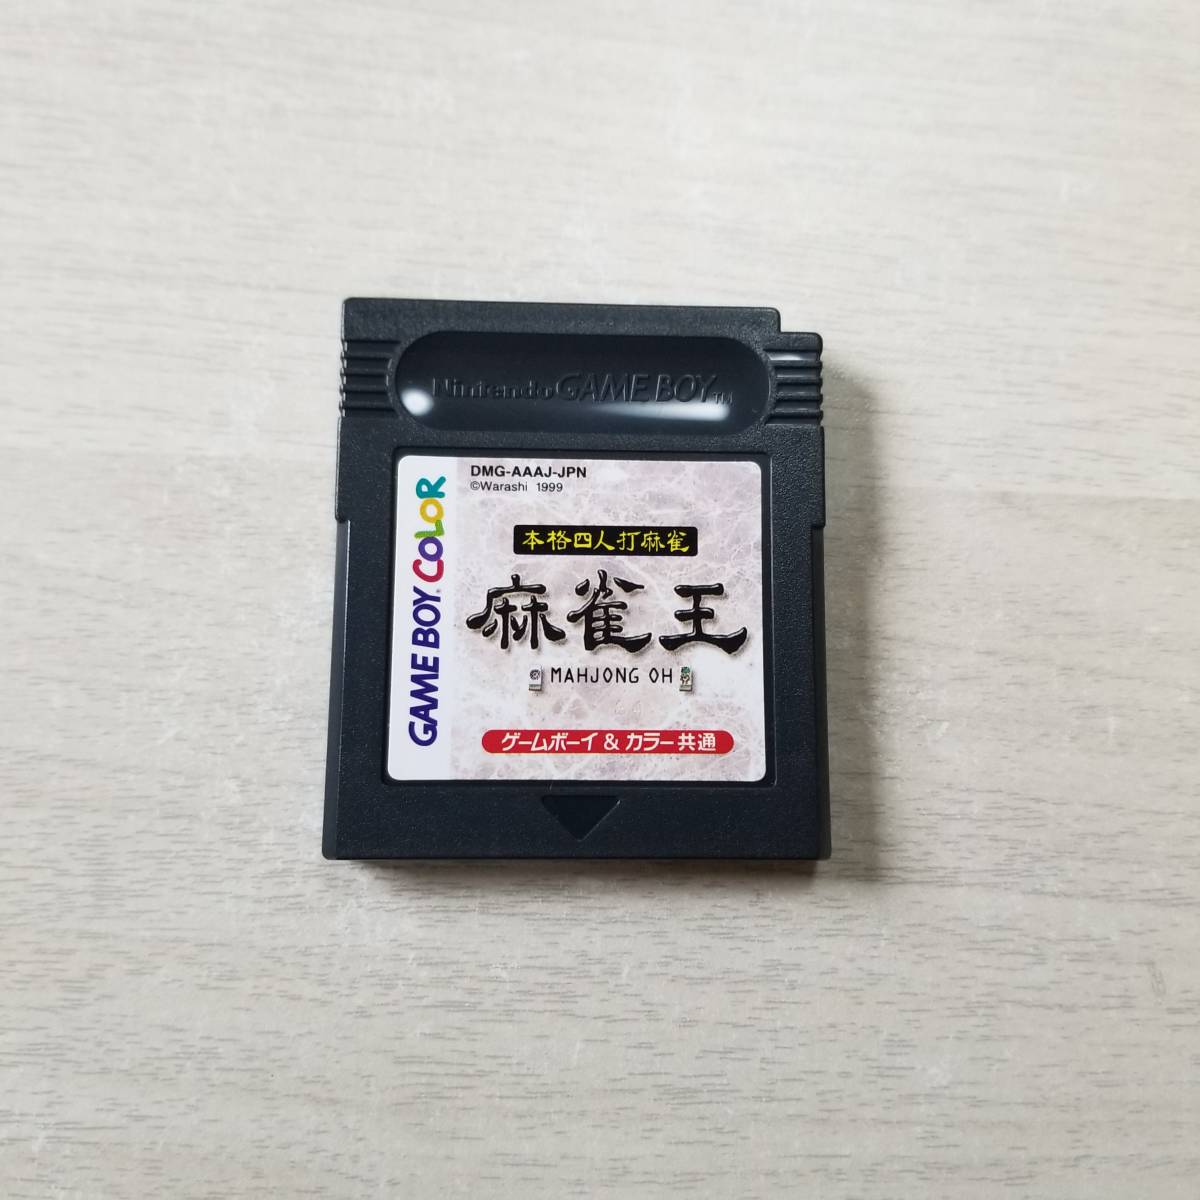 Nintendo GAME BOY TM
DMG-AAAJ-JPN
©Warashi 1999
GAME BOY COLOR
本格四人打麻雀
麻雀王
MAHJONG OH
ゲームボーイ & カラー共通